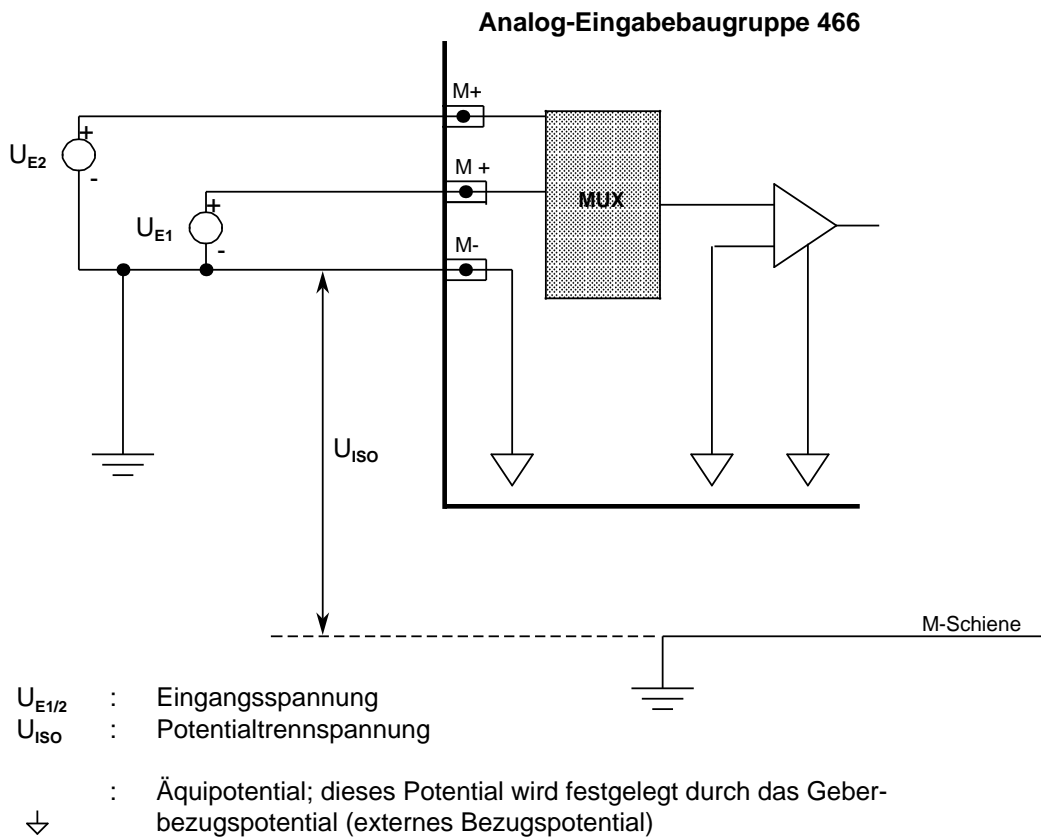 Analog-Eingabebaugruppe 466
M+
+
U_E2
-
M +
+
MUX
U_E1
-
M-
U_ISO
M-Schiene
U_E1/2 : Eingangsspannung
U_ISO : Potentialtrennspannung
: Äquipotential; dieses Potential wird festgelegt durch das Geber-
bezugspotential (externes Bezugspotential)